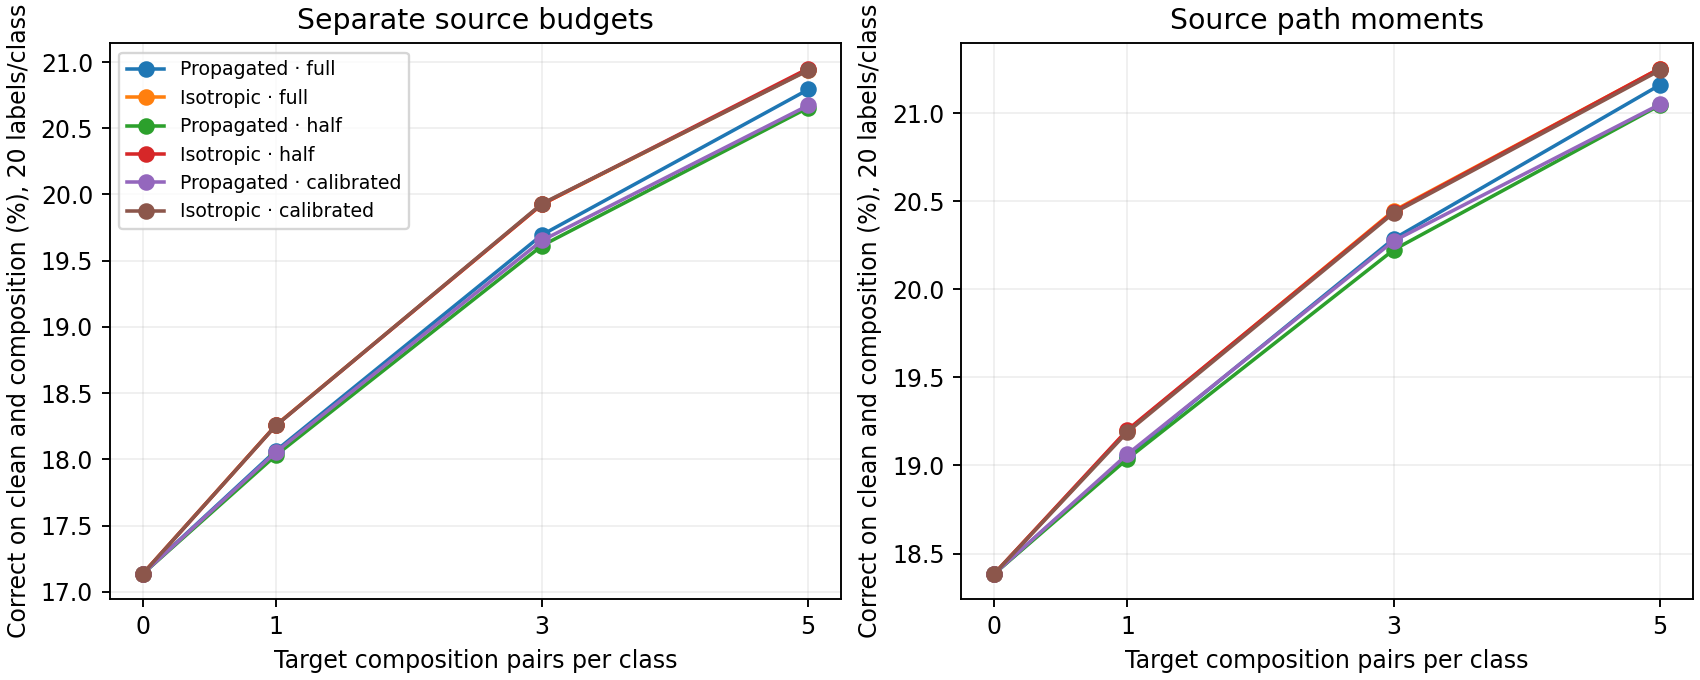 Separate source budgets
Correct on clean and composition (%), 20 labels/class
21.0
20.5
20.0
19.5
19.0
18.5
18.0
17.5
17.0
Propagated · full
Isotropic · full
Propagated · half
Isotropic · half
Propagated · calibrated
Isotropic · calibrated
0 1 3 5
Target composition pairs per class
Source path moments
Correct on clean and composition (%), 20 labels/class
21.0
20.5
20.0
19.5
19.0
18.5
0 1 3 5
Target composition pairs per class